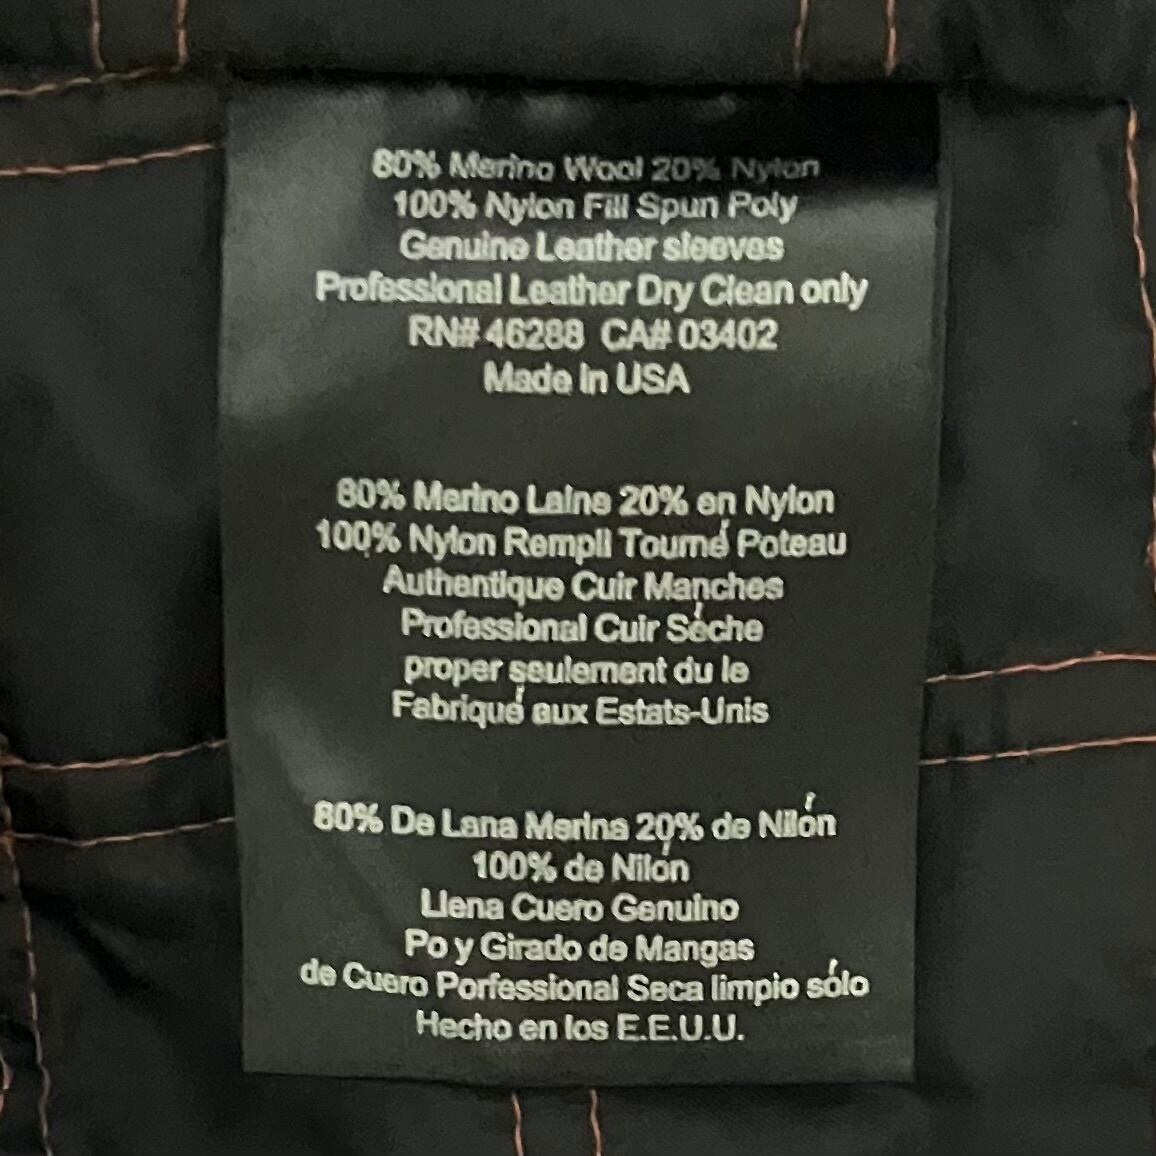 80% Merino Wool 20% Nylon
100% Nylon Fill Spun Poly
Genuine Leather sleeves
Professional Leather Dry Clean only
RN# 46288 CA# 03402
Made in USA
80% Merino Laine 20% en Nylon
100% Nylon Rempli Tourné Poteau
Authentique Cuir Manches
Professional Cuir Séche
proper seulement du le
Fabriqué aux Estats-Unis
80% De Lana Merina 20% de Nilón
100% de Nilón
Llena Cuero Genuino
Po y Girado de Mangas
de Cuero Porfessional Seca limpio sólo
Hecho en los E.E.U.U.